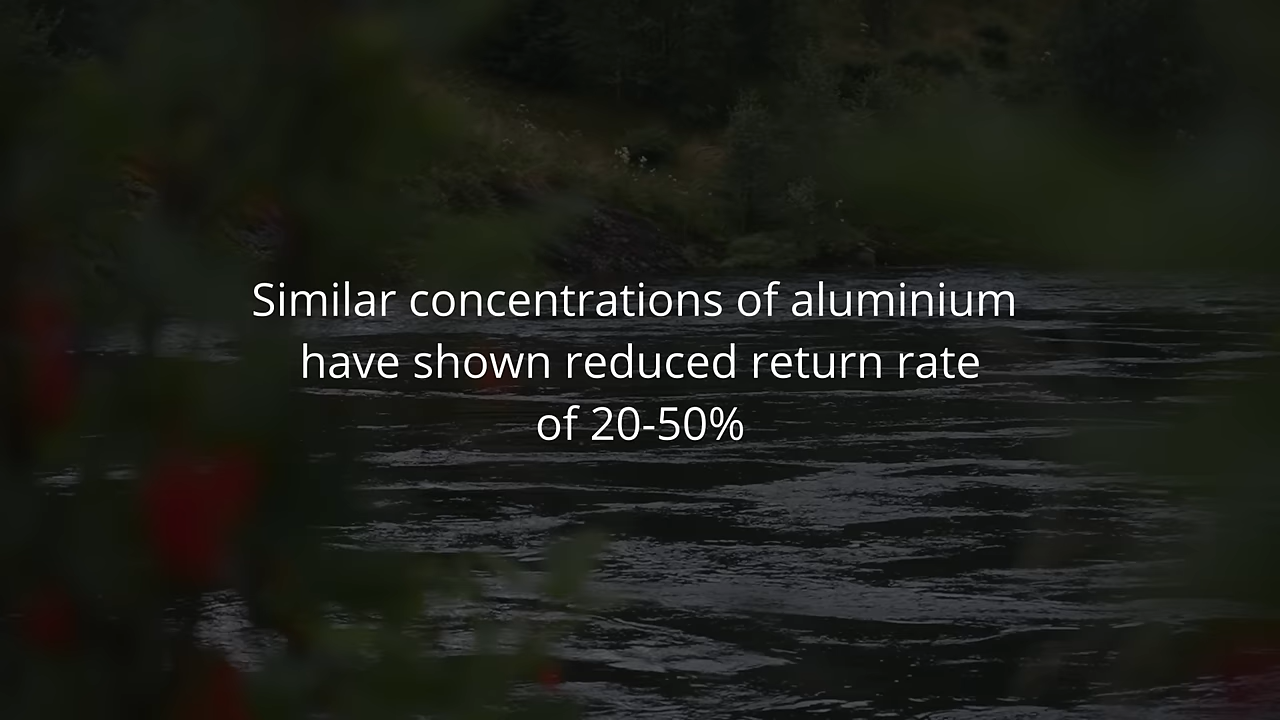 Similar concentrations of aluminium
have shown reduced return rate
of 20-50%